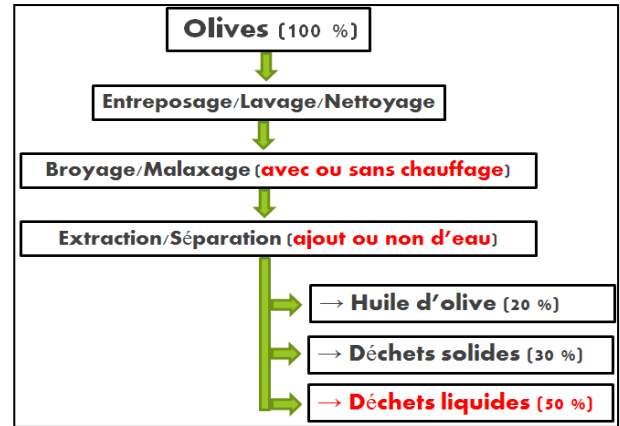 Olives (100 %)
Entreposage/Lavage/Nettoyage
Broyage/Malaxage (avec ou sans chauffage)
Extraction/Séparation (ajout ou non d’eau)
→ Huile d’olive (20 %)
→ Déchets solides (30 %)
→ Déchets liquides (50 %)